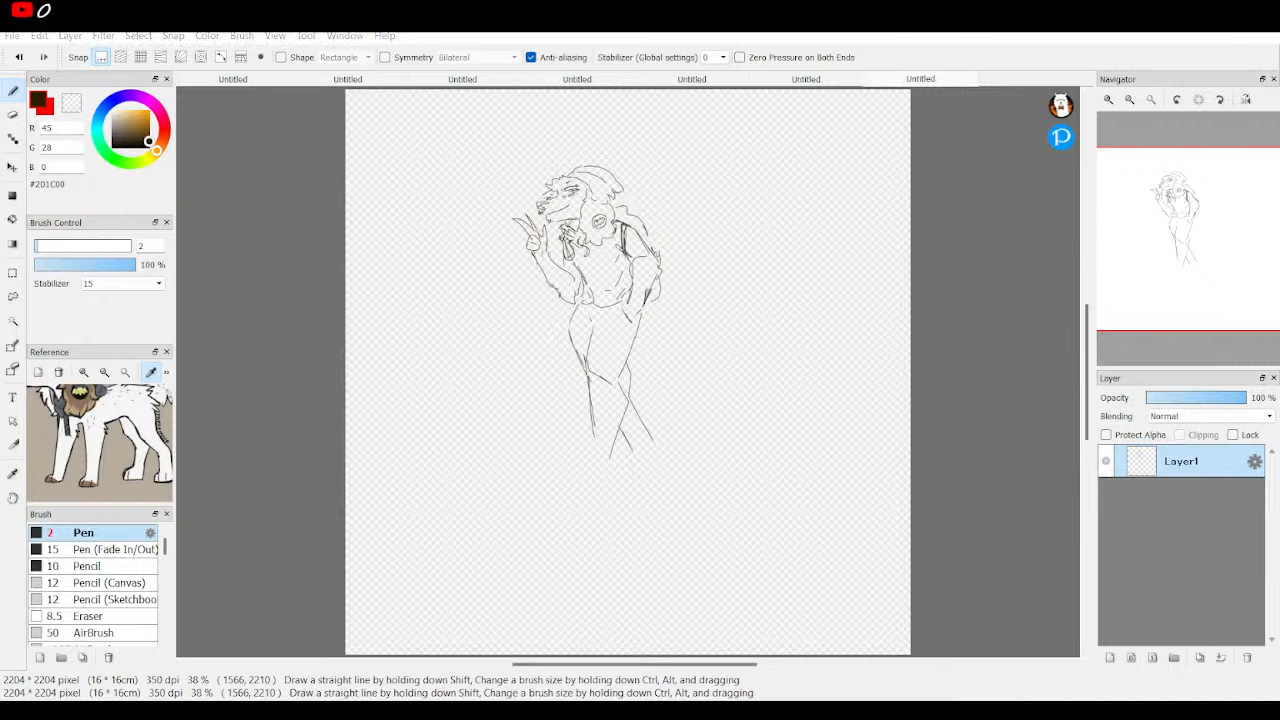 0
File Edit Layer Filter Select Snap Color Brush View Tool Window Help
Snap Shape Rectangle Symmetry Bilateral Anti-aliasing Stabilizer (Global settings) 0 Zero Pressure on Both Ends
Color Untitled Untitled Untitled Untitled Untitled Untitled Untitled Navigator
R 45
G 28
B 0
#2D1C00
Brush Control
2
100 %
Stabilizer 15
Reference
Layer
Opacity 100 %
Blending Normal
Protect Alpha Clipping Lock
Layer1
Brush
2 Pen
15 Pen (Fade In/Out)
10 Pencil
12 Pencil (Canvas)
12 Pencil (Sketchboo
8.5 Eraser
50 AirBrush
2204 * 2204 pixel (16 * 16cm) 350 dpi 38 % ( 1566, 2210) Draw a straight line by holding down Shift, Change a brush size by holding down Ctrl, Alt, and dragging
2204 * 2204 pixel (16 * 16cm) 350 dpi 38 % ( 1566, 2210) Draw a straight line by holding down Shift, Change a brush size by holding down Ctrl, Alt, and dragging